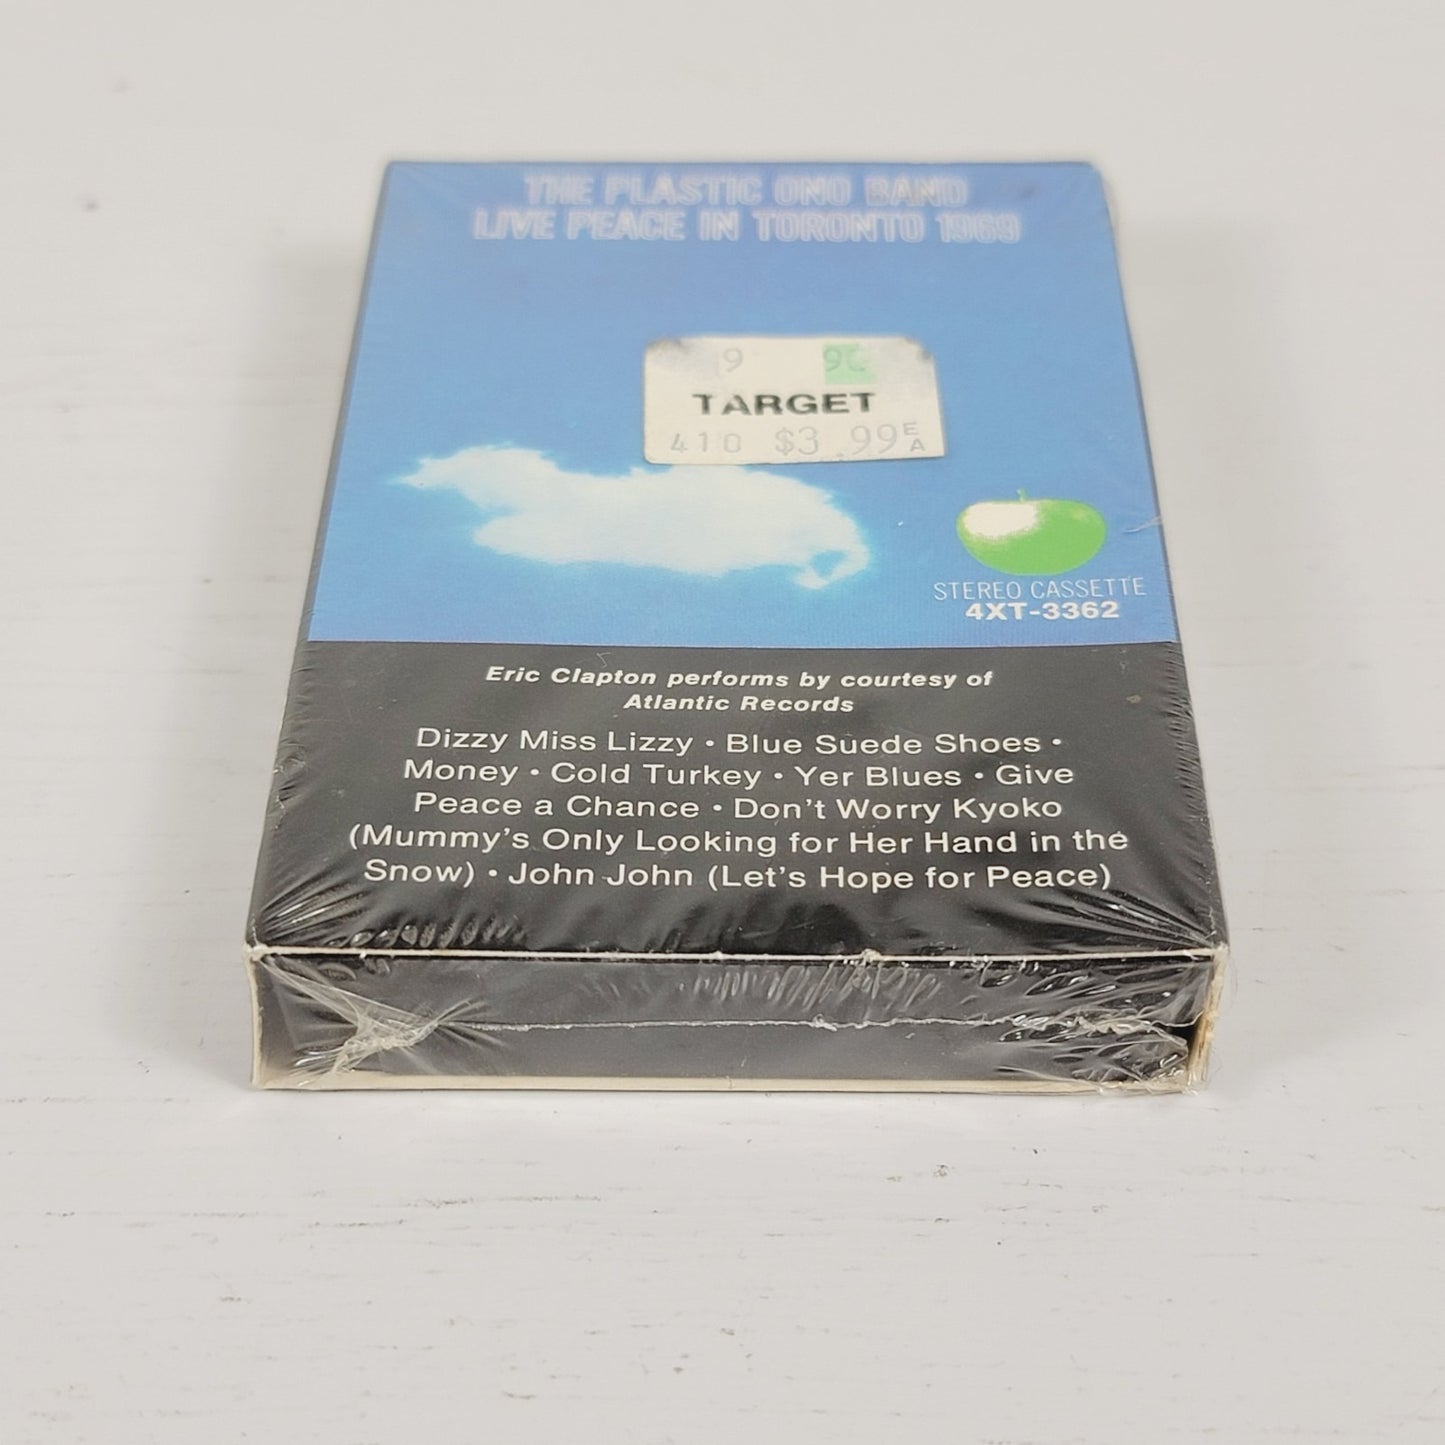 THE PLASTIC ONO BAND
LIVE PEACE IN TORONTO 1969
9
TARGET
410 $3.99 EA
STEREO CASSETTE
4XT-3362
Eric Clapton performs by courtesy of
Atlantic Records
Dizzy Miss Lizzy • Blue Suede Shoes •
Money • Cold Turkey • Yer Blues • Give
Peace a Chance • Don't Worry Kyoko
(Mummy's Only Looking for Her Hand in the
Snow) • John John (Let's Hope for Peace)